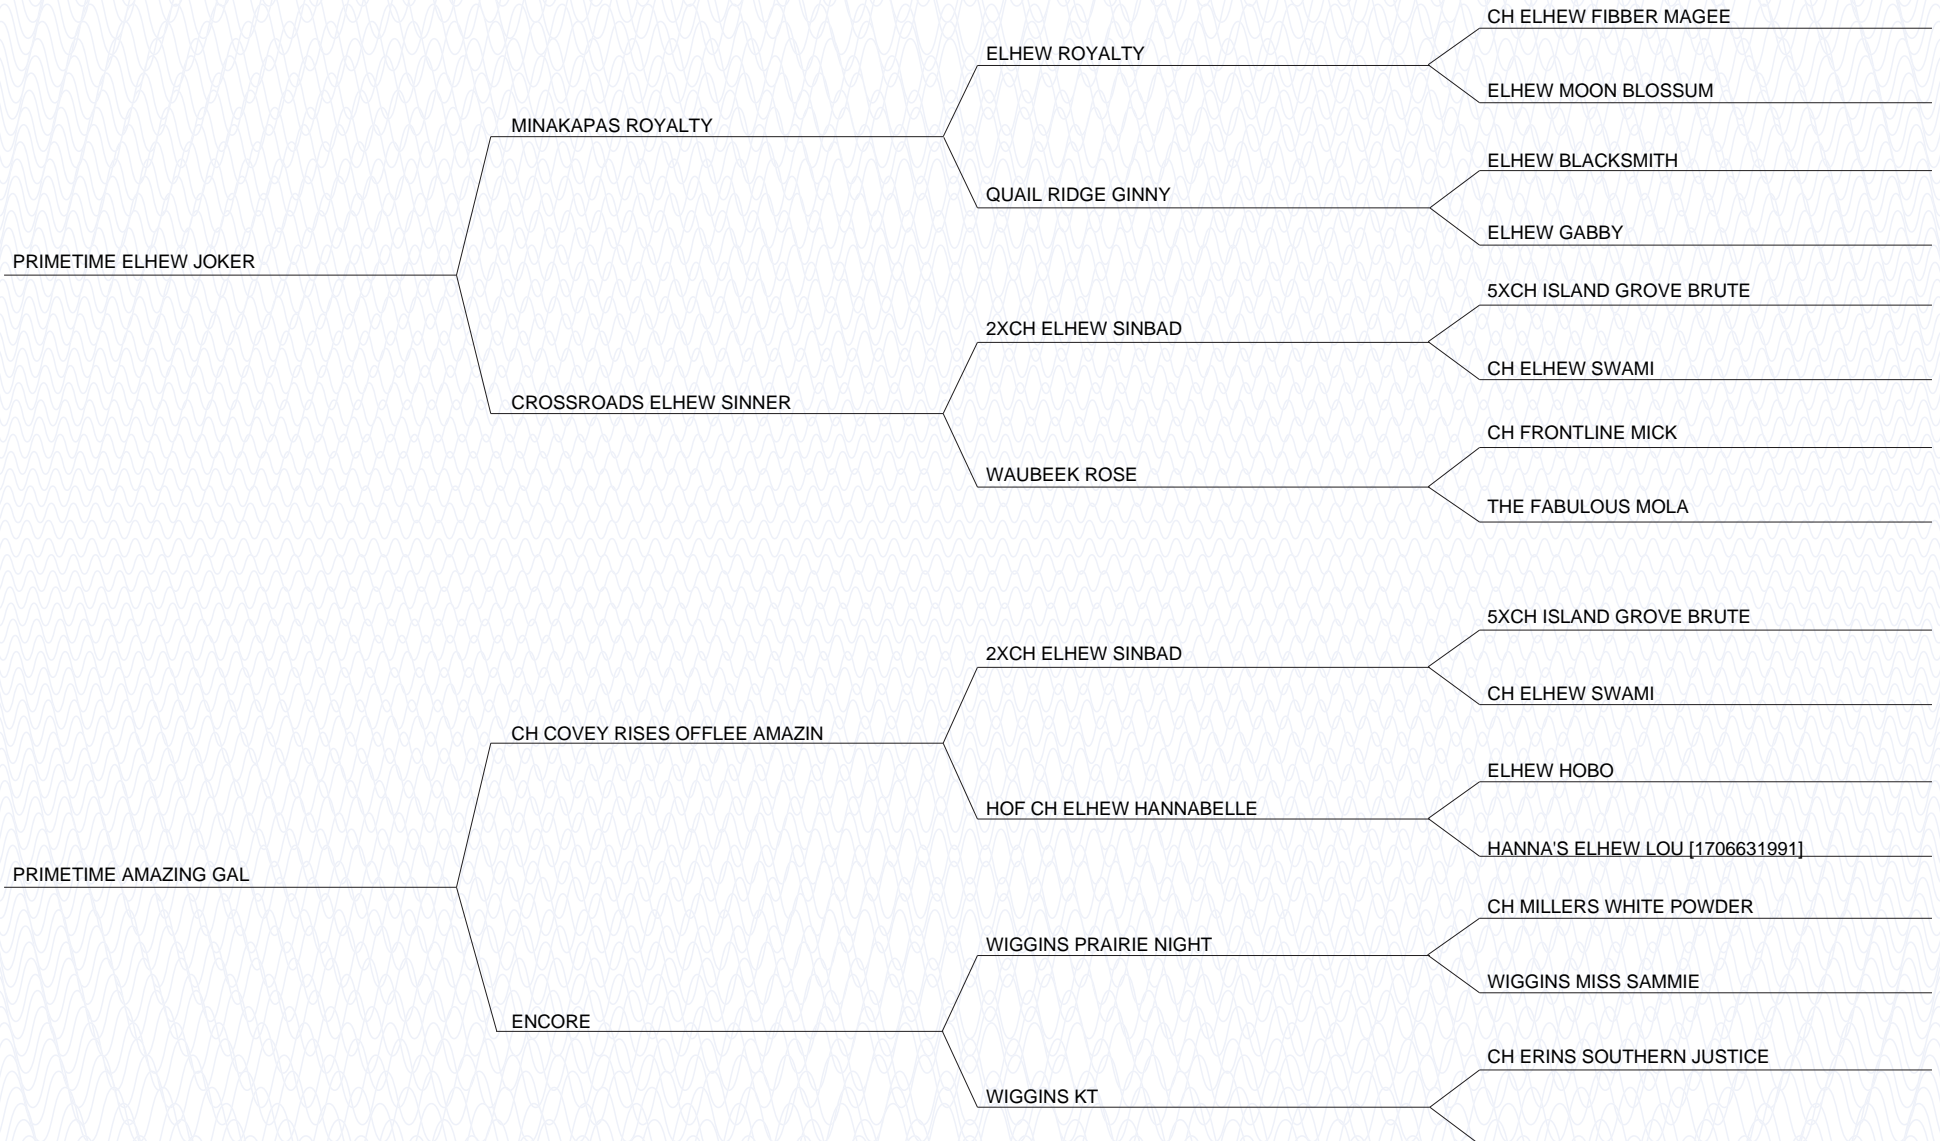 CH ELHEW FIBBER MAGEE
ELHEW ROYALTY
ELHEW MOON BLOSSUM
MINAKAPAS ROYALTY
ELHEW BLACKSMITH
QUAIL RIDGE GINNY
ELHEW GABBY
PRIMETIME ELHEW JOKER
5XCH ISLAND GROVE BRUTE
2XCH ELHEW SINBAD
CH ELHEW SWAMI
CROSSROADS ELHEW SINNER
CH FRONTLINE MICK
WAUBEEK ROSE
THE FABULOUS MOLA
5XCH ISLAND GROVE BRUTE
2XCH ELHEW SINBAD
CH ELHEW SWAMI
CH COVEY RISES OFFLEE AMAZIN
ELHEW HOBO
HOF CH ELHEW HANNABELLE
HANNA'S ELHEW LOU [1706631991]
PRIMETIME AMAZING GAL
CH MILLERS WHITE POWDER
WIGGINS PRAIRIE NIGHT
WIGGINS MISS SAMMIE
ENCORE
CH ERINS SOUTHERN JUSTICE
WIGGINS KT